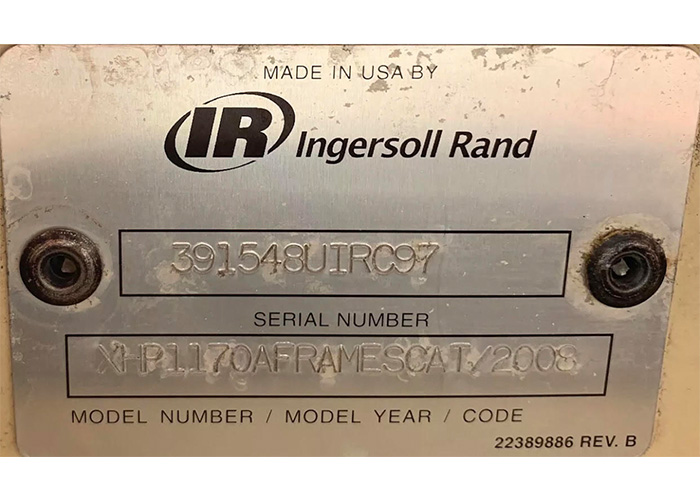 MADE IN USA BY
IR Ingersoll Rand
391548UIRC97
SERIAL NUMBER
XHP1170AFRAMESCAT/2008
MODEL NUMBER / MODEL YEAR / CODE
22389886 REV. B